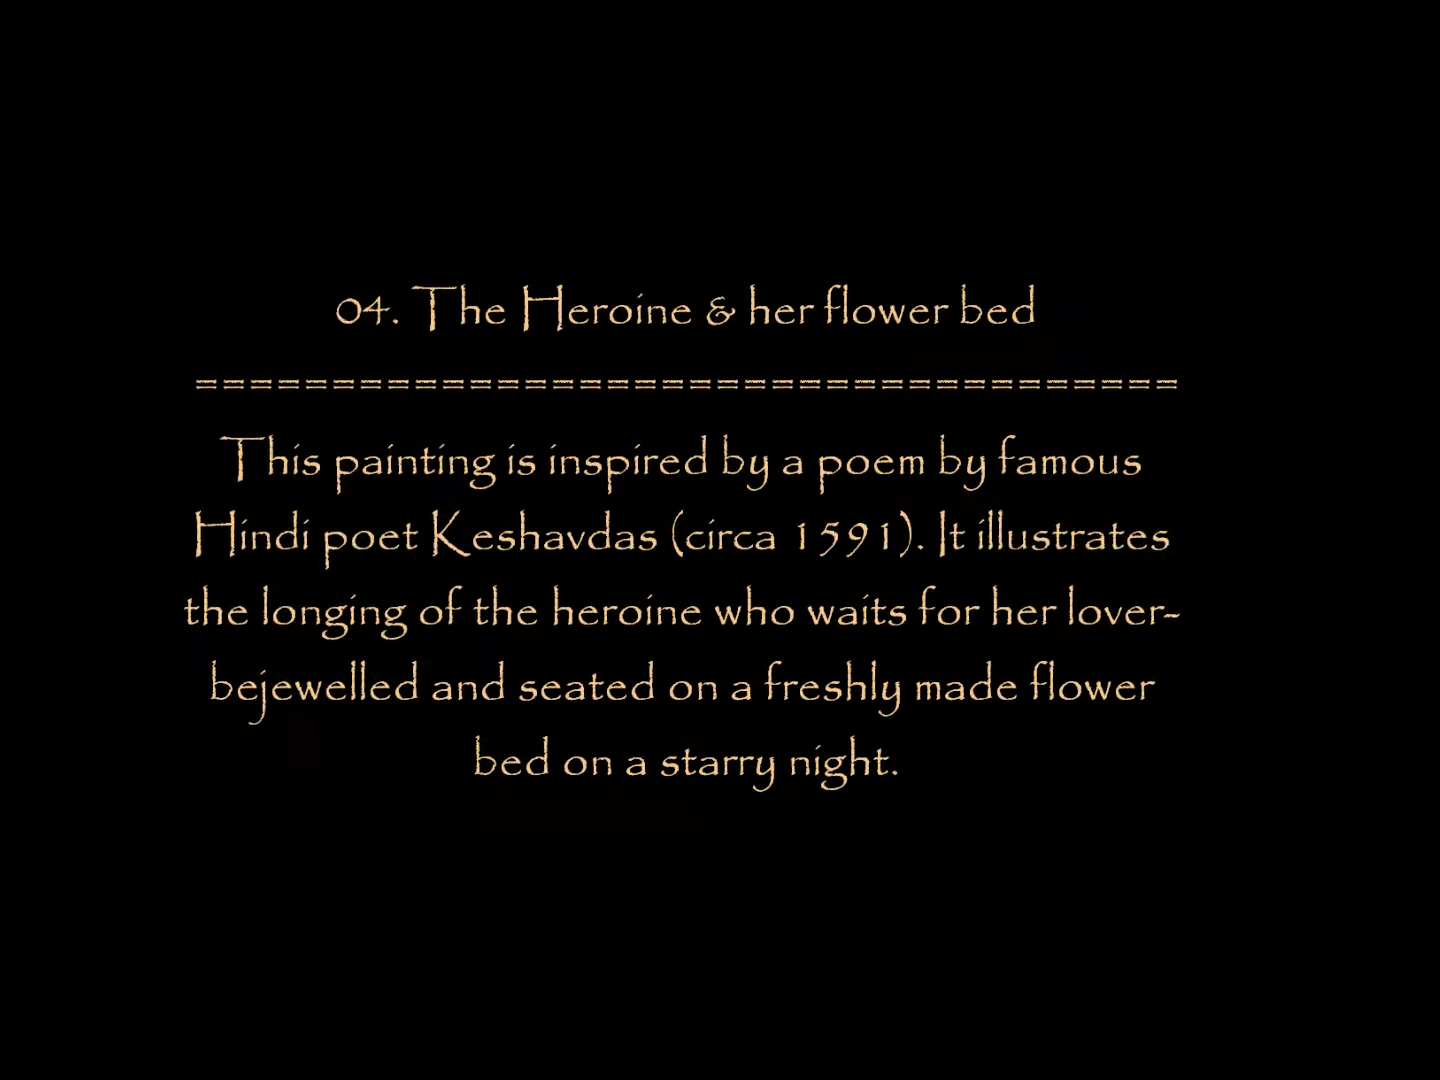 04. The Heroine & her flower bed
====================================
This painting is inspired by a poem by famous
Hindi poet Keshavdas (circa 1591). It illustrates
the longing of the heroine who waits for her lover-
bejewelled and seated on a freshly made flower
bed on a starry night.